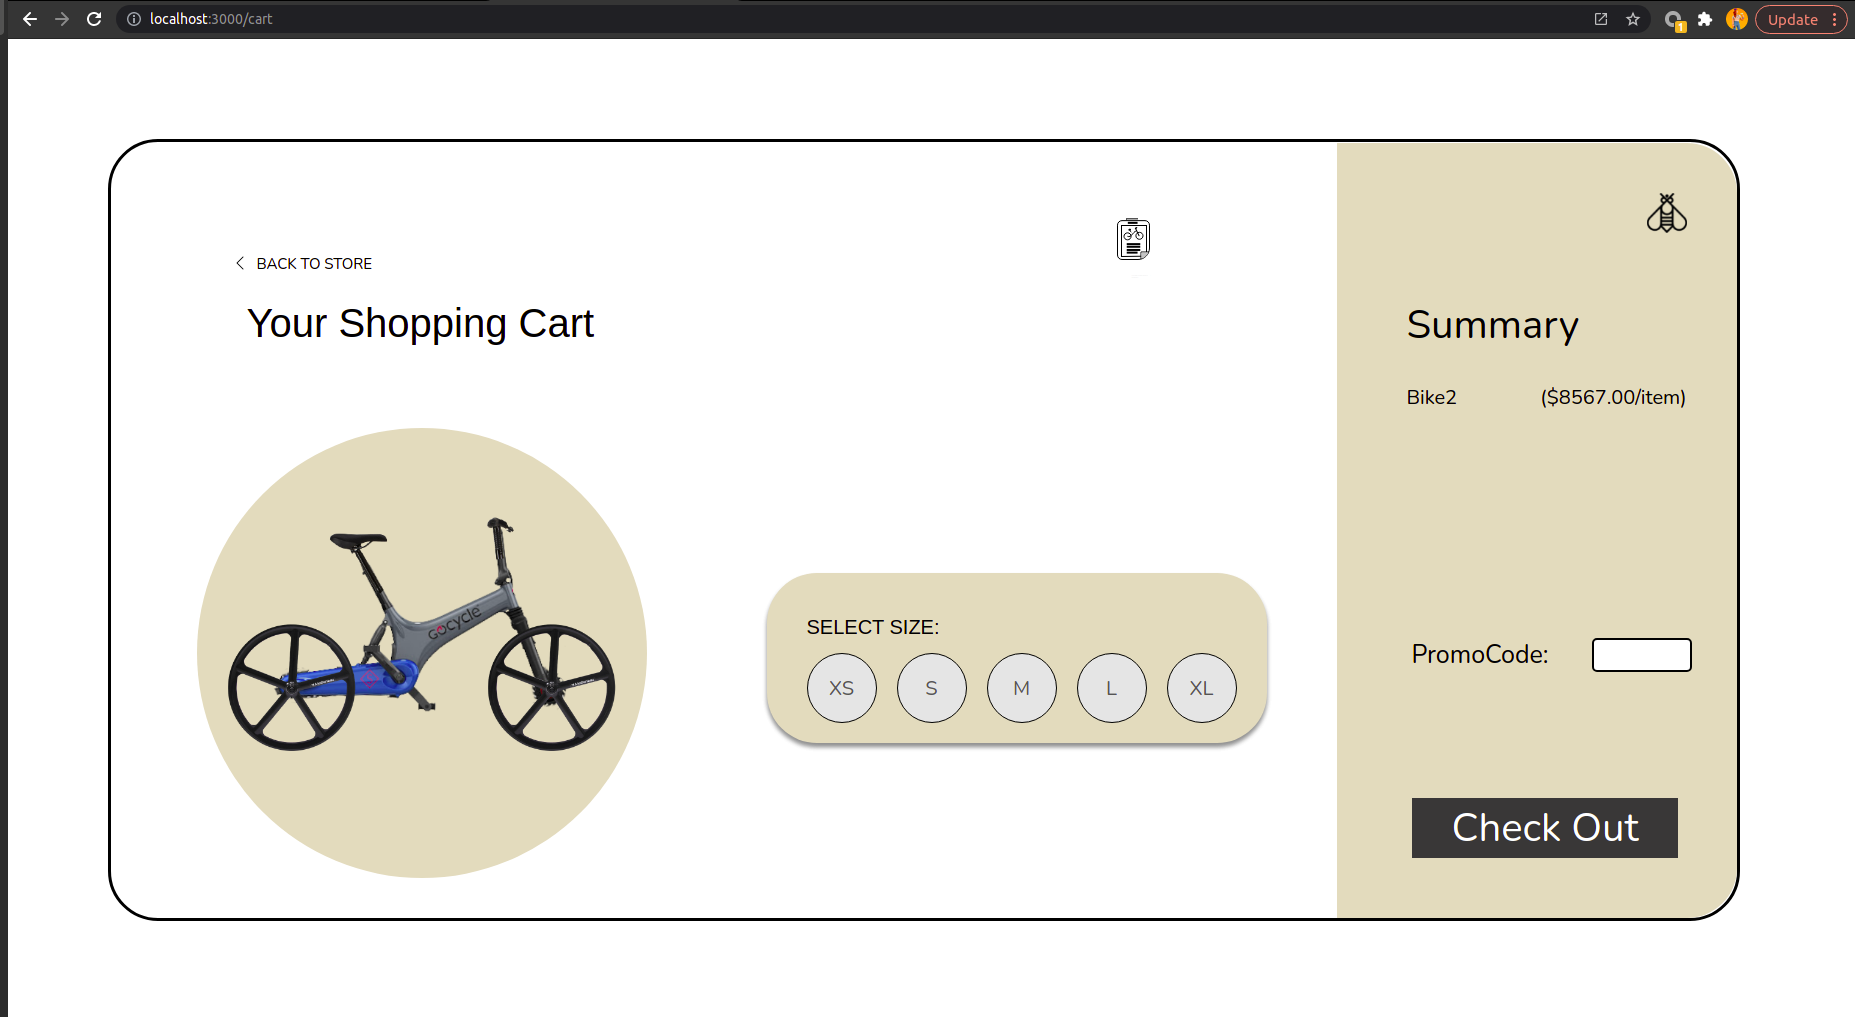 localhost:3000/cart
1
Update
BACK TO STORE
Your Shopping Cart
GOcycle
SELECT SIZE:
XS S M L XL
Summary
Bike2 ($8567.00/item)
PromoCode:
Check Out